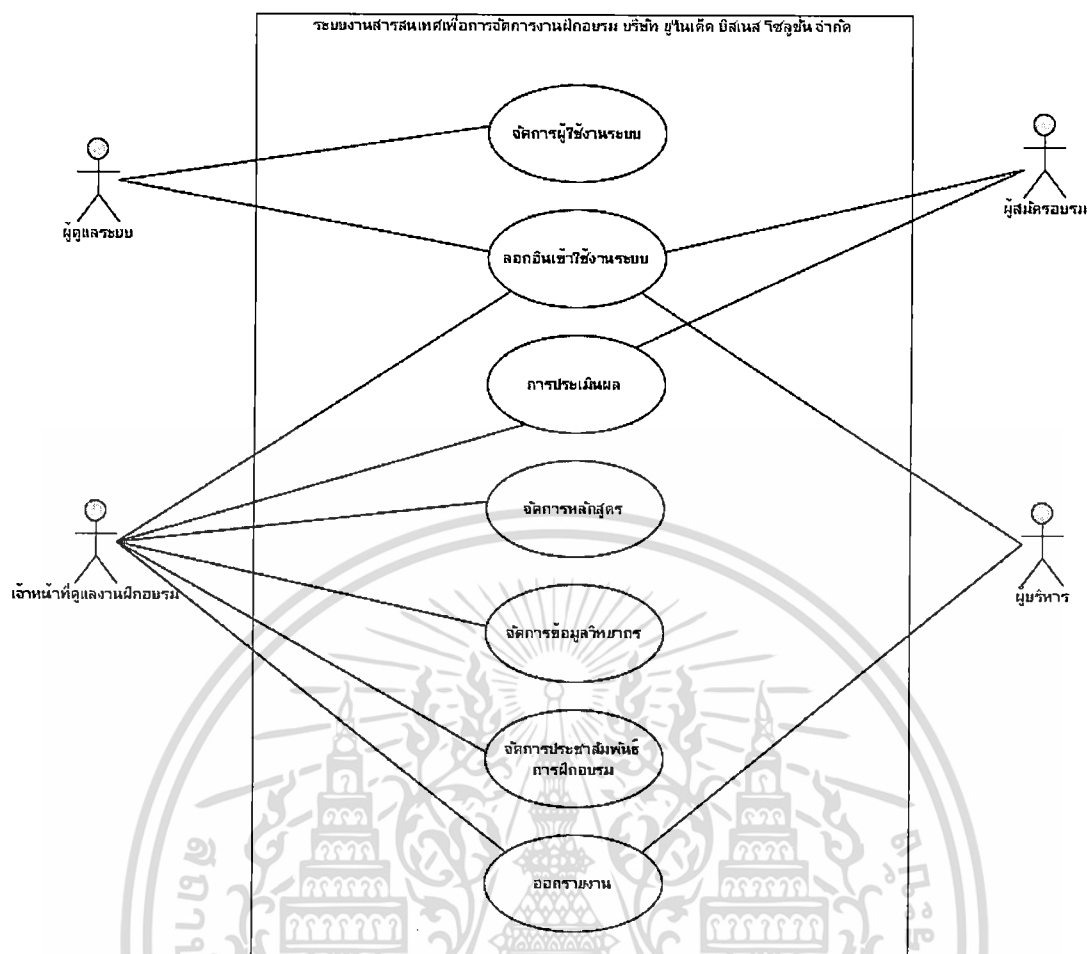 ระบบงานสารสนเทศเพื่อการจัดการงานฝึกอบรม บริษัท ยูไนเต็ด บิสเนส โซลูชั่น จำกัด
จัดการผู้ใช้งานระบบ
ผู้ดูแลระบบ
ผู้สมัครอบรม
ลอกอินเข้าใช้งานระบบ
การประเมินผล
จัดการหลักสูตร
เจ้าหน้าที่ดูแลงานฝึกอบรม
ผู้บริหาร
จัดการข้อมูลวิทยากร
จัดการประชาสัมพันธ์
การฝึกอบรม
ออกรายงาน